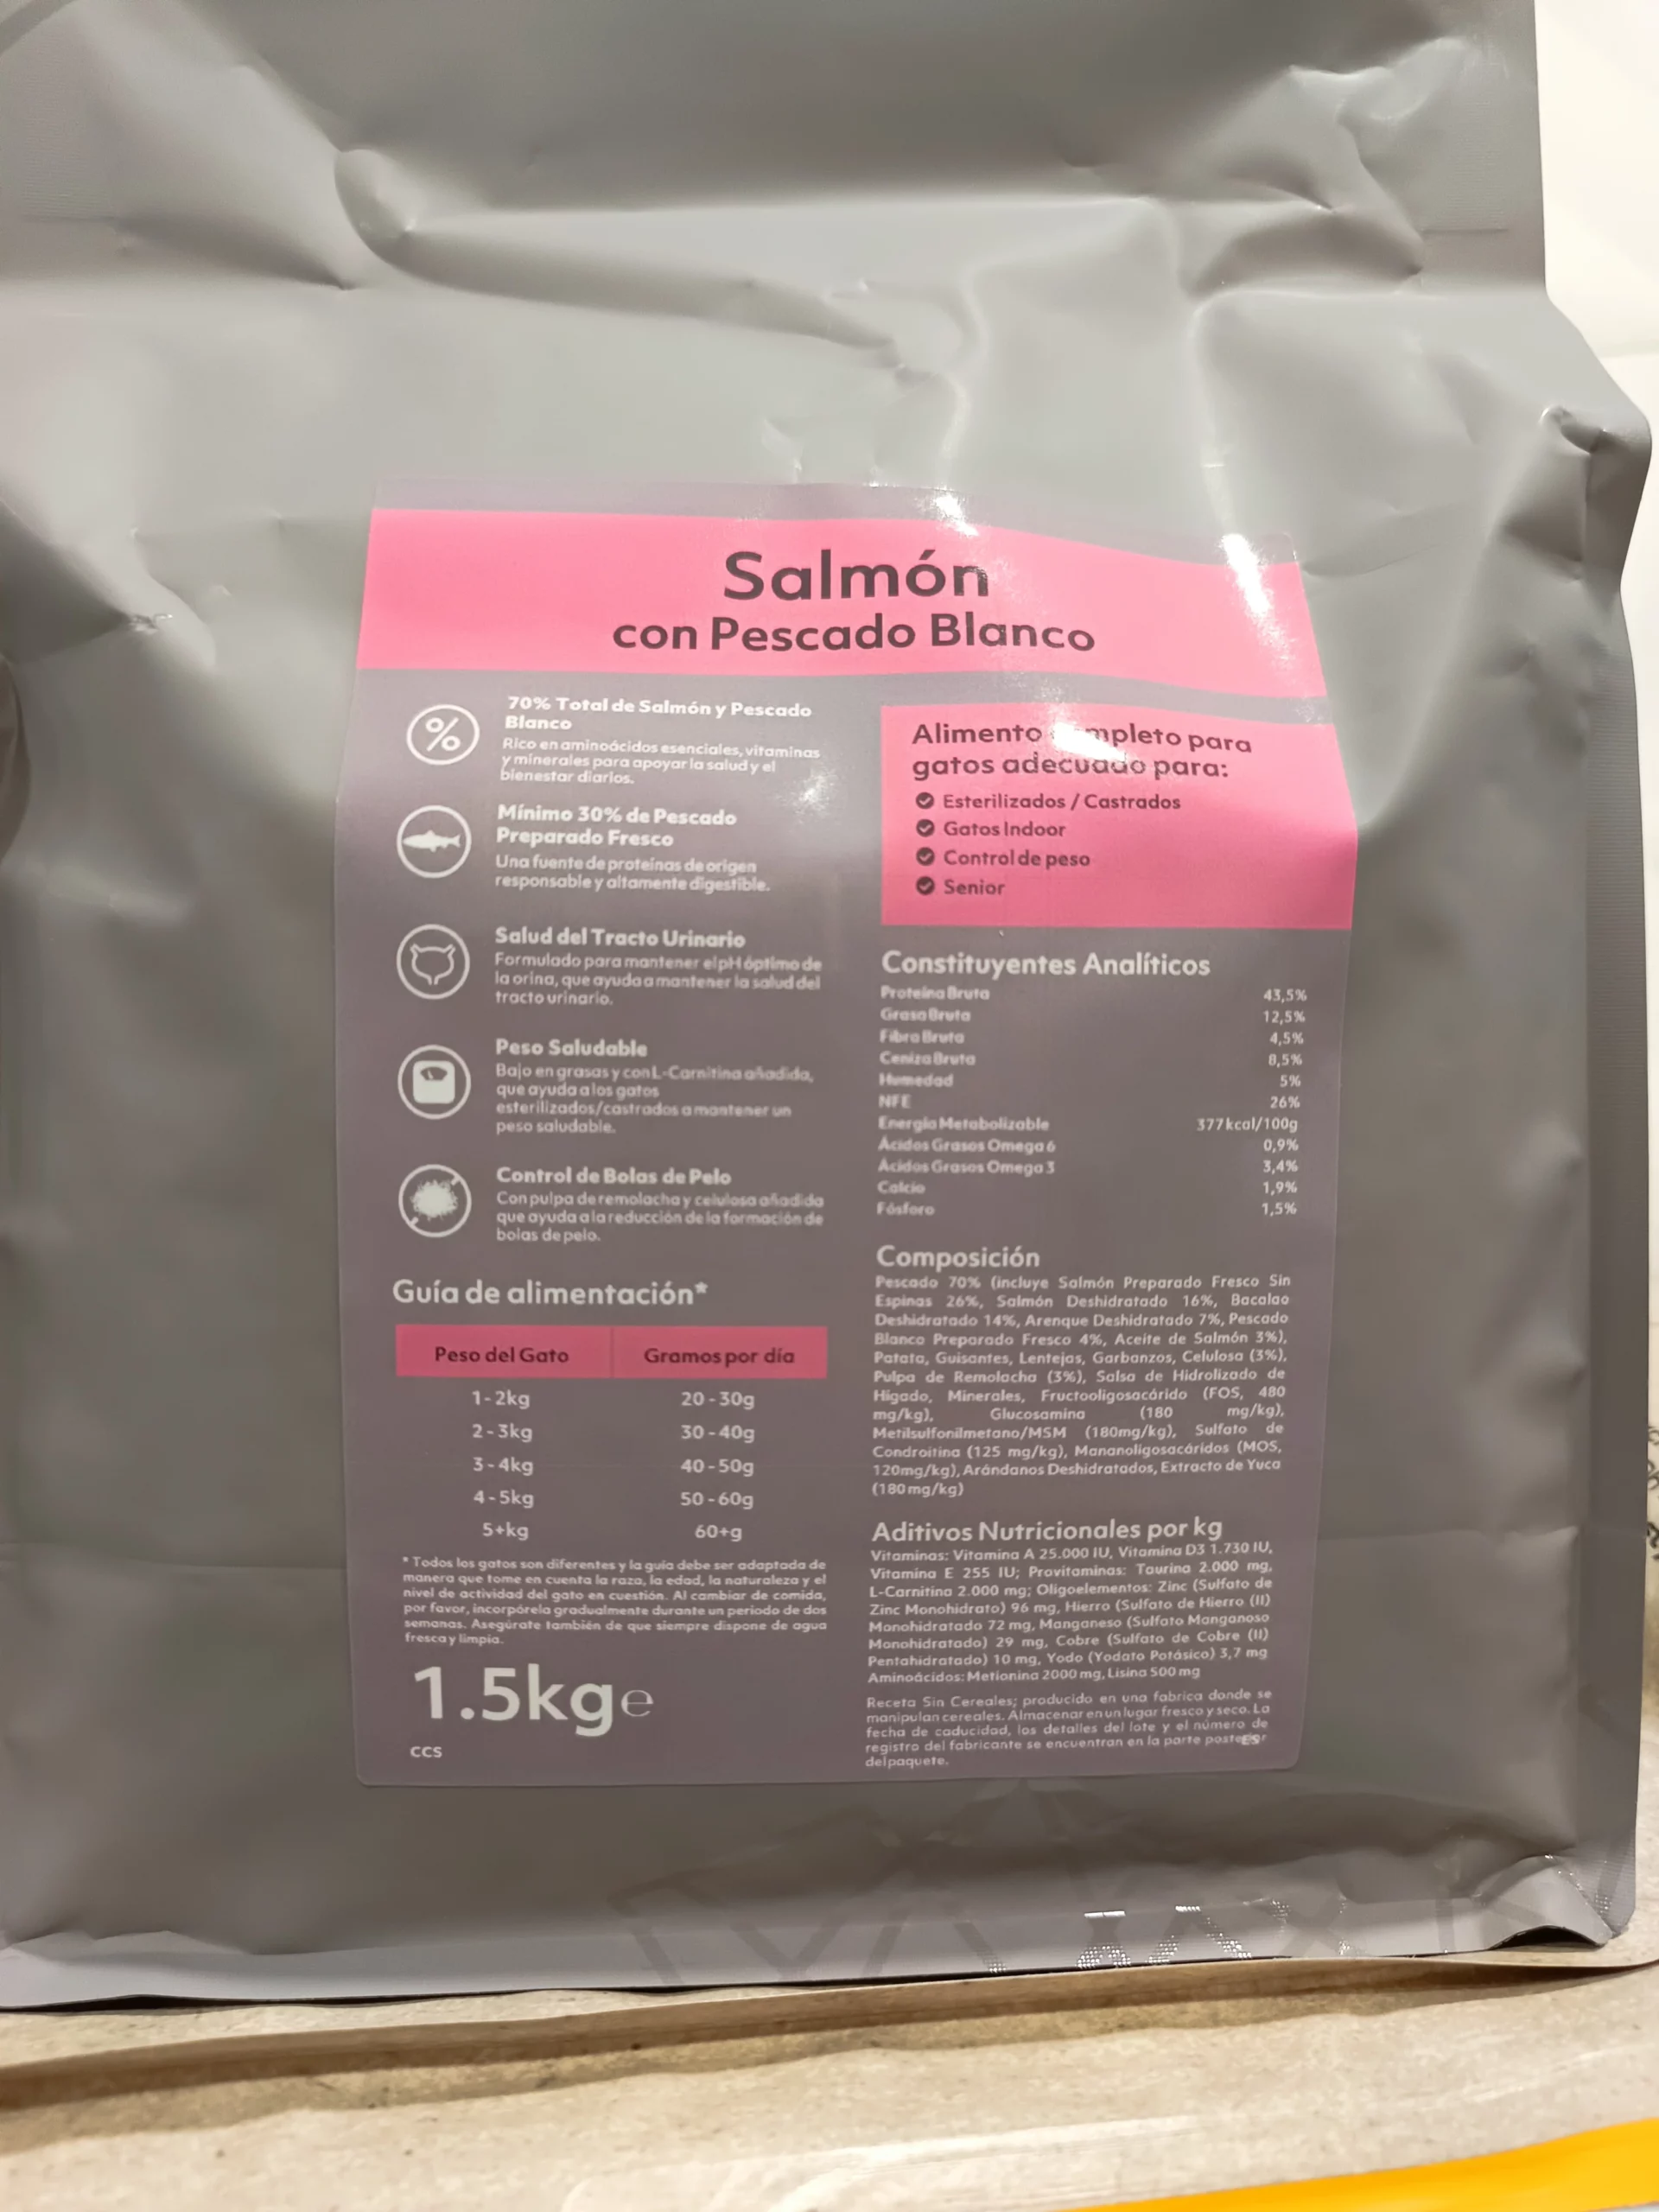 Salmón
con Pescado Blanco
70% Total de Salmón y Pescado
Blanco
Rico en aminoácidos esenciales, vitaminas
y minerales para apoyar la salud y el
bienestar diarios.
Mínimo 30% de Pescado
Preparado Fresco
Una fuente de proteínas de origen
responsable y altamente digestible.
Salud del Tracto Urinario
Formulado para mantener el pH óptimo de
la orina, que ayuda a mantener la salud del
tracto urinario.
Peso Saludable
Bajo en grasas y con L-Carnitina añadida,
que ayuda a los gatos
esterilizados/castrados a mantener un
peso saludable.
Control de Bolas de Pelo
Con pulpa de remolacha y celulosa añadida
que ayuda a la reducción de la formación de
bolas de pelo.
Guía de alimentación*
Peso del Gato Gramos por día
1-2kg 20-30g
2-3kg 30-40g
3-4kg 40-50g
4-5kg 50-60g
5+kg 60+g
* Todos los gatos son diferentes y la guía debe ser adaptada de
manera que tome en cuenta la raza, la edad, la naturaleza y el
nivel de actividad del gato en cuestión. Al cambiar de comida,
por favor, incorpórela gradualmente durante un periodo de dos
semanas. Asegúrate también de que siempre dispone de agua
fresca y limpia.
1.5kg℮
CCS
Alimento para
gatos adecuado para:
Esterilizados / Castrados
Gatos Indoor
Control de peso
Senior
Constituyentes Analíticos
Proteína Bruta 43,5%
Grasa Bruta 12,5%
Fibra Bruta 4,5%
Ceniza Bruta 8,5%
Humedad 5%
NFE 26%
Energía Metabolizable 377kcal/100g
Ácidos Grasos Omega 6 0,9%
Ácidos Grasos Omega 3 3,4%
Calcio 1,9%
Fósforo 1,5%
Composición
Pescado 70% (incluye Salmón Preparado Fresco Sin
Espinas 26%, Salmón Deshidratado 16%, Bacalao
Deshidratado 14%, Arenque Deshidratado 7%, Pescado
Blanco Preparado Fresco 4%, Aceite de Salmón 3%),
Patata, Guisantes, Lentejas, Garbanzos, Celulosa (3%),
Pulpa de Remolacha (3%), Salsa de Hidrolizado de
Hígado, Minerales, Fructooligosacárido (FOS, 480
mg/kg), Glucosamina (180 mg/kg),
Metilsulfonilmetano/MSM (180mg/kg), Sulfato de
Condroitina (125 mg/kg), Mananoligosacáridos (MOS,
120mg/kg), Arándanos Deshidratados, Extracto de Yuca
(180mg/kg)
Aditivos Nutricionales por kg
Vitaminas: Vitamina A 25.000 IU, Vitamina D3 1.730 IU,
Vitamina E 255 IU; Provitaminas: Taurina 2.000 mg,
L-Carnitina 2.000 mg; Oligoelementos: Zinc (Sulfato de
Zinc Monohidrato) 96 mg, Hierro (Sulfato de Hierro (II)
Monohidratado 72 mg, Manganeso (Sulfato Manganoso
Monohidratado) 29 mg, Cobre (Sulfato de Cobre (II)
Pentahidratado) 10 mg, Yodo (Yodato Potásico) 3,7 mg
Aminoácidos: Metionina 2000 mg, Lisina 500 mg
Receta Sin Cereales; producido en una fabrica donde se
manipulan cereales. Almacenar en un lugar fresco y seco. La
fecha de caducidad, los detalles del lote y el número de
registro del fabricante se encuentran en la parte posterior
del paquete.
ES